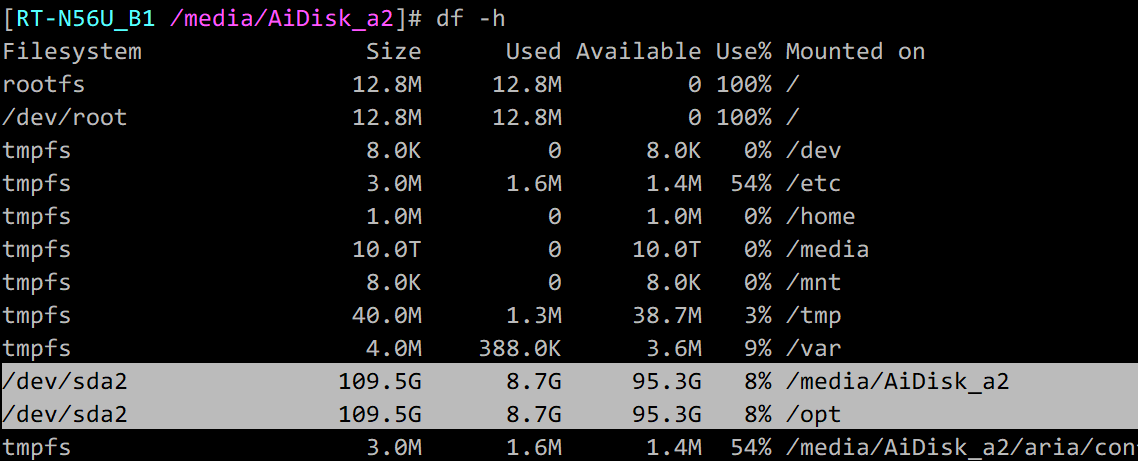 [RT-N56U_B1 /media/AiDisk_a2]# df -h
Filesystem                Size      Used Available Use% Mounted on
rootfs                   12.8M     12.8M         0 100% /
/dev/root                12.8M     12.8M         0 100% /
tmpfs                     8.0K         0      8.0K   0% /dev
tmpfs                     3.0M      1.6M      1.4M  54% /etc
tmpfs                     1.0M         0      1.0M   0% /home
tmpfs                    10.0T         0     10.0T   0% /media
tmpfs                     8.0K         0      8.0K   0% /mnt
tmpfs                    40.0M      1.3M     38.7M   3% /tmp
tmpfs                     4.0M    388.0K      3.6M   9% /var
/dev/sda2               109.5G      8.7G     95.3G   8% /media/AiDisk_a2
/dev/sda2               109.5G      8.7G     95.3G   8% /opt
tmpfs                     3.0M      1.6M      1.4M  54% /media/AiDisk_a2/aria/con